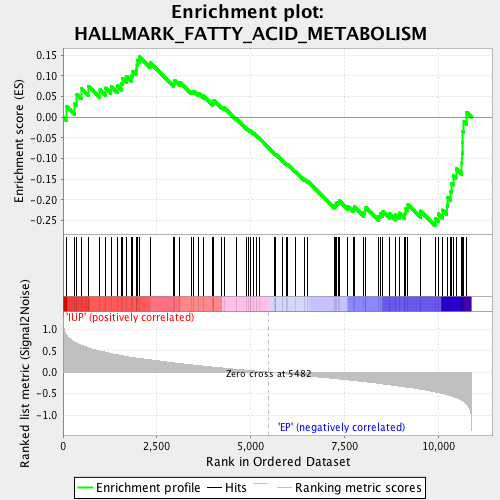 Enrichment plot:
HALLMARK_FATTY_ACID_METABOLISM
Enrichment score (ES)
0.15
0.10
0.05
0.00
-0.05
-0.10
-0.15
-0.20
-0.25
'IUP' (positively correlated)
Ranked list metric (Signal2Noise)
1.0
0.5
0.0
-0.5
-1.0
Zero cross at 5482
'EP' (negatively correlated)
0
2,500
5,000
7,500
10,000
Rank in Ordered Dataset
Enrichment profile
Hits
Ranking metric scores